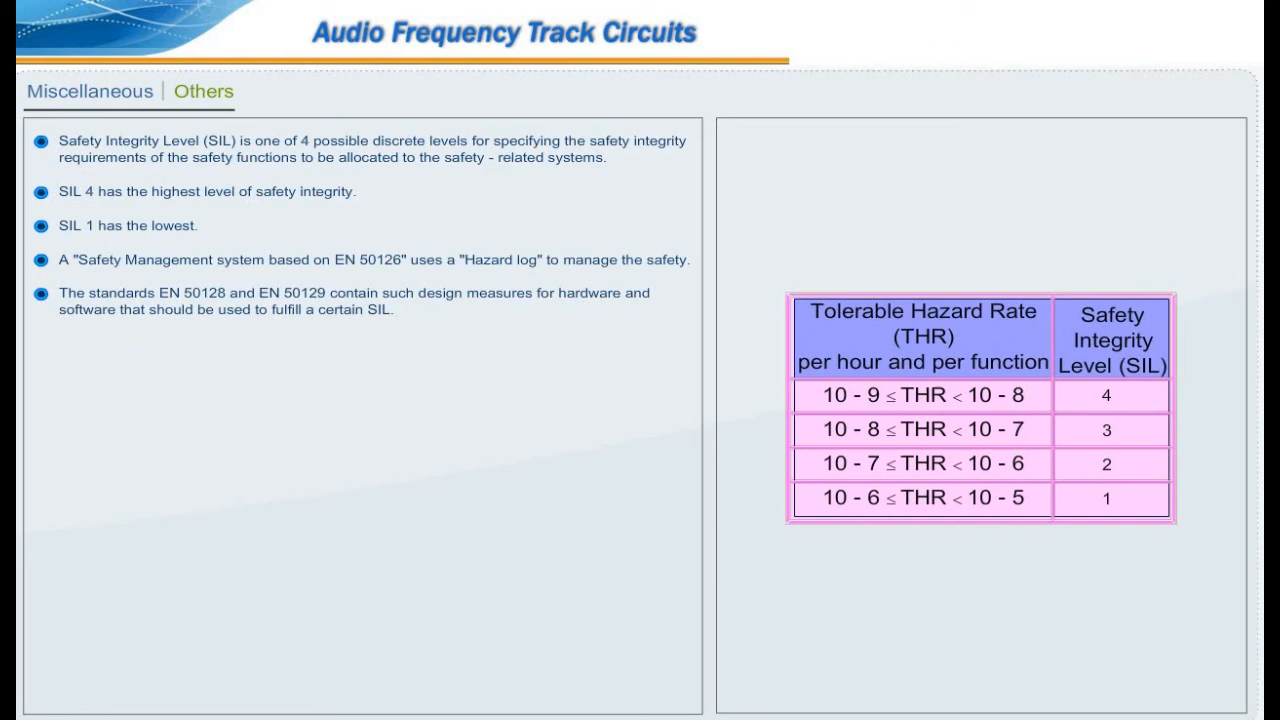 Audio Frequency Track Circuits
Miscellaneous | Others
Safety Integrity Level (SIL) is one of 4 possible discrete levels for specifying the safety integrity
requirements of the safety functions to be allocated to the safety - related systems.
SIL 4 has the highest level of safety integrity.
SIL 1 has the lowest.
A "Safety Management system based on EN 50126" uses a "Hazard log" to manage the safety.
The standards EN 50128 and EN 50129 contain such design measures for hardware and
software that should be used to fulfill a certain SIL.
Tolerable Hazard Rate
(THR)
per hour and per function
Safety
Integrity
Level (SIL)
10 - 9 ≤ THR < 10 - 8 4
10 - 8 ≤ THR < 10 - 7 3
10 - 7 ≤ THR < 10 - 6 2
10 - 6 ≤ THR < 10 - 5 1